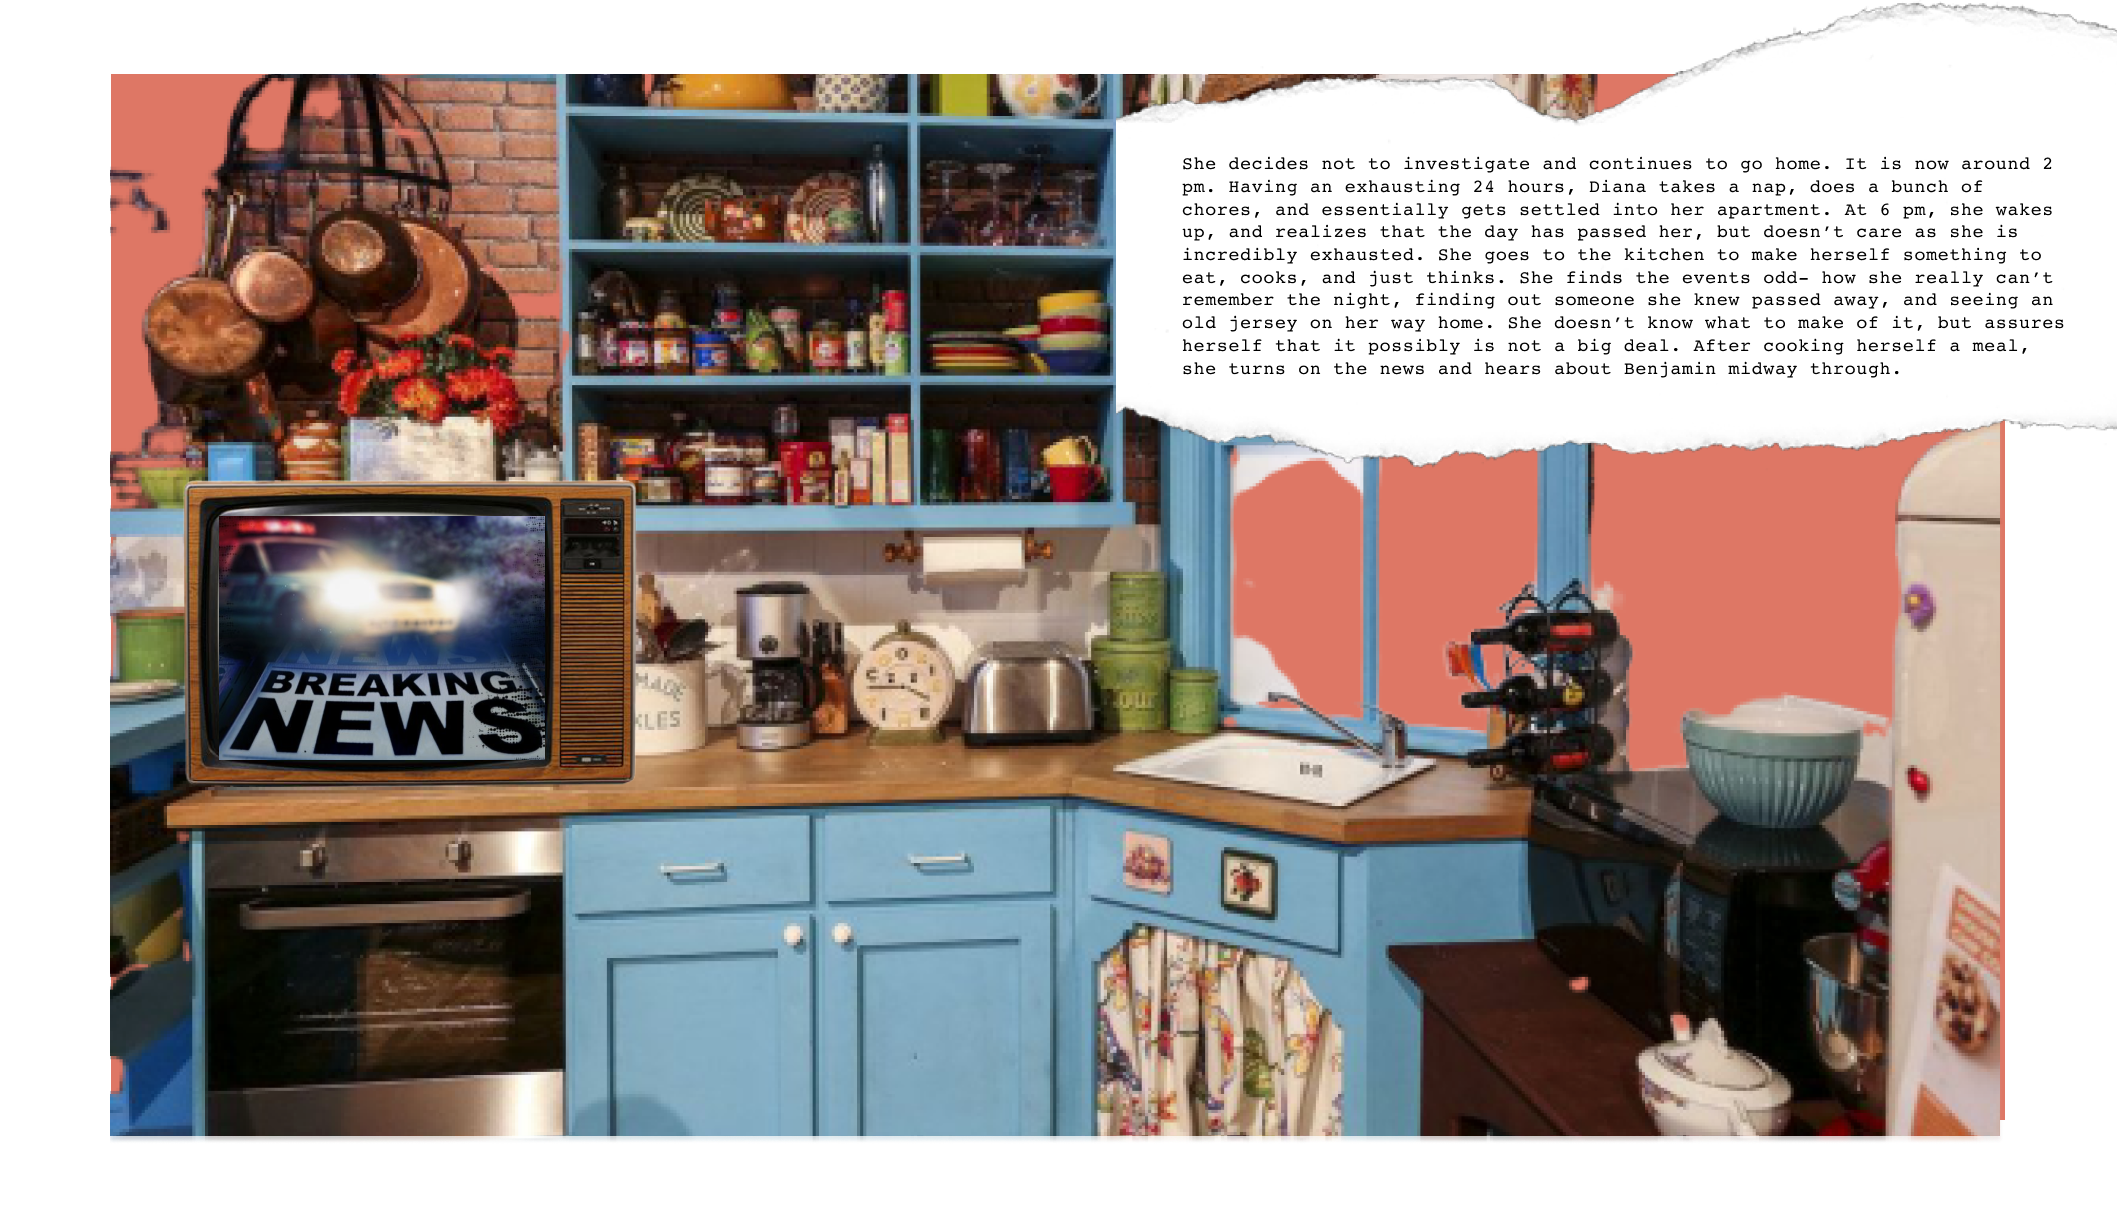 She decides not to investigate and continues to go home. It is now around 2
pm. Having an exhausting 24 hours, Diana takes a nap, does a bunch of
chores, and essentially gets settled into her apartment. At 6 pm, she wakes
up, and realizes that the day has passed her, but doesn't care as she is
incredibly exhausted. She goes to the kitchen to make herself something to
eat, cooks, and just thinks. She finds the events odd– how she really can't
remember the night, finding out someone she knew passed away, and seeing an
old jersey on her way home. She doesn't know what to make of it, but assures
herself that it possibly is not a big deal. After cooking herself a meal,
she turns on the news and hears about Benjamin midway through.
NEWS
BREAKING
NEWS
MADE
KLES
our